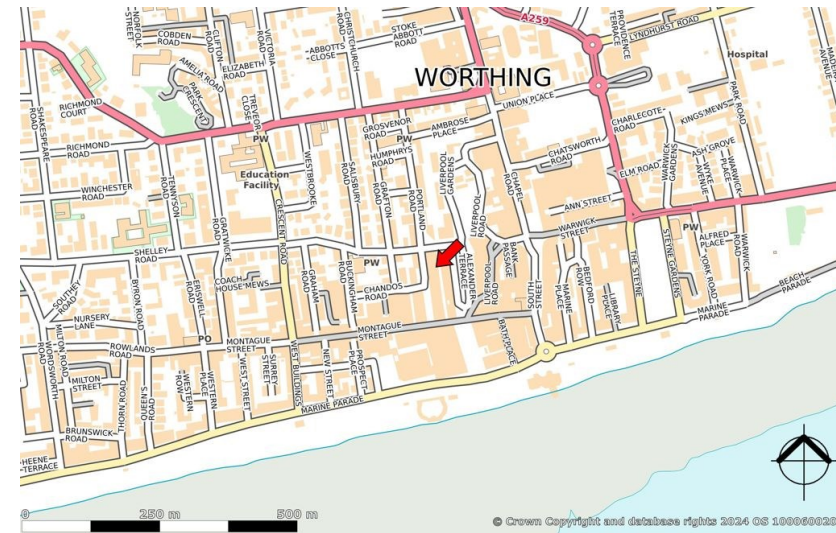 NORFOLK
STREET
COBDEN
ROAD
CLIFTON
ROAD
VICTORIA
ROAD
CHRISTCHURCH
ABBOTTS
CLOSE
STOKE
ABBOTT
ROAD
A259
PROVIDENCE
TERRACE
LYNDHURST ROAD
Hospital
AMELIA ROAD
ELIZABETH
ROAD
PARK
CRESCENT
WORTHING
UNION PLACE
PARK ROAD
RICHMOND
COURT
SHAKESPEARE
ROAD
TREVEOR
CLOSE
PW
GROSVENOR
ROAD
AMBROSE
PLACE
PW
CHARLECOTE
ROAD
KINGS MEWS
RICHMOND
ROAD
HUMPHRYS
ROAD
CHATSWORTH
ROAD
ASH GROVE
ELM ROAD
WARWICK
GARDENS
WYKE
AVENUE
WARWICK
PLACE
WARWICK
ROAD
WINCHESTER
ROAD
TENNYSON
ROAD
Education
Facility
WESTBROOKE
SALISBURY
ROAD
GRAFTON
ROAD
PORTLAND
ROAD
LIVERPOOL
GARDENS
LIVERPOOL
ROAD
CHAPEL
ROAD
ANN STREET
WARWICK
STREET
CRESCENT ROAD
GRATWICKE
ROAD
SHELLEY
ROAD
PW
PW
ALFRED
PLACE
YORK ROAD
STEYNE GARDENS
THE STEYNE
BANK
PASSAGE
ALEXANDER
TERRACE
LIVERPOOL
ROAD
SOUTH
STREET
MARINE
PLACE
BEDFORD
ROW
LIBRARY
PLACE
BEACH
PARADE
MARINE
PARADE
SOUTHEY
ROAD
BYRON
ROAD
ERISWELL
ROAD
COACH
HOUSE MEWS
GRAHAM
ROAD
BUCKINGHAM
ROAD
CHANDOS
ROAD
NURSERY
LANE
MILTON ROAD
WORDSWORTH
ROAD
ROWLANDS
ROAD
PO
MONTAGUE
STREET
MONTAGUE
STREET
BATH PLACE
MILTON
STREET
THORN ROAD
QUEEN'S
ROAD
WESTERN
ROW
WESTERN
PLACE
WEST STREET
SURREY
STREET
WEST BUILDINGS
NEW STREET
PROSPECT
PLACE
MARINE PARADE
BRUNSWICK
ROAD
HEENE
TERRACE
0
250 m
500 m
© Crown Copyright and database rights 2024 OS 100060020